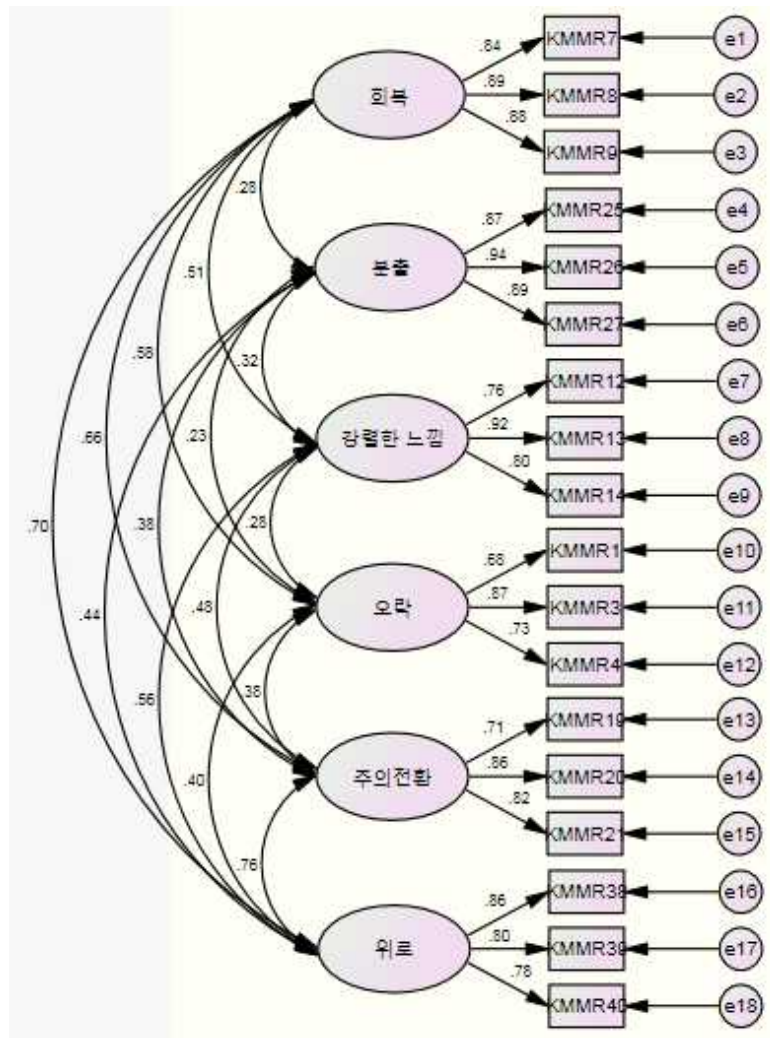 KMMR7
e1
.84
회복
KMMR8
e2
.89
KMMR9
e3
.88
.28
KMMR25
e4
.87
분출
KMMR26
e5
.94
KMMR27
e6
.89
.51
.32
.58
KMMR12
e7
.76
강렬한 느낌
KMMR13
e8
.92
KMMR14
e9
.80
.66
.23
.70
.38
.28
KMMR1
e10
.68
오락
KMMR3
e11
.87
KMMR4
e12
.73
.44
.48
.56
.38
KMMR19
e13
.71
주의전환
KMMR20
e14
.86
KMMR21
e15
.82
.40
.76
KMMR38
e16
.86
위로
KMMR39
e17
.80
KMMR40
e18
.78